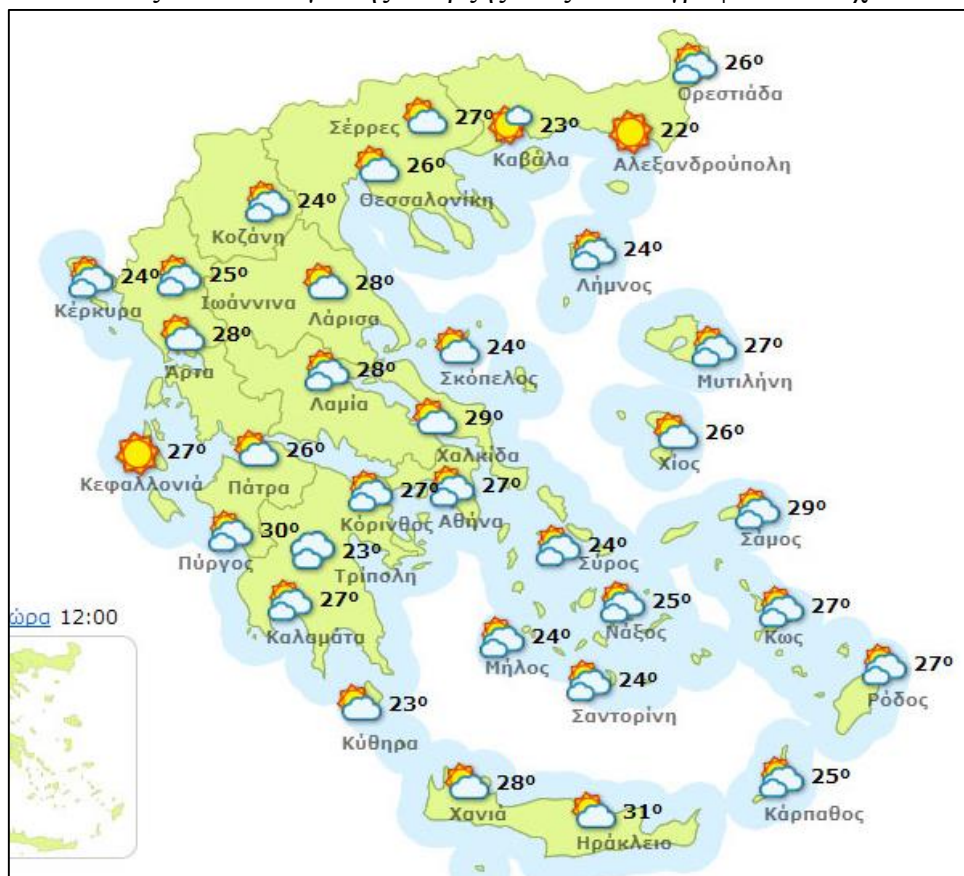 26º
Ορεστιάδα
Σέρρες 27º
23º
Καβάλα
22º
Αλεξανδρούπολη
26º
Θεσσαλονίκη
24º
Κοζάνη
24º
Λήμνος
24º
Κέρκυρα
25º
Ιωάννινα
28º
Λάρισα
28º
Άρτα
24º
Σκόπελος
27º
Μυτιλήνη
28º
Λαμία
29º
Χαλκίδα
26º
Χίος
27º
Κεφαλλονιά
26º
Πάτρα
27º
Κόρινθος
27º
Αθήνα
29º
Σάμος
30º
Πύργος
23º
Τρίπολη
24º
Σύρος
27º
Καλαμάτα
25º
Νάξος
27º
Κως
ώρα 12:00
24º
Μήλος
24º
Σαντορίνη
27º
Ρόδος
23º
Κύθηρα
28º
Χανιά
31º
Ηράκλειο
25º
Κάρπαθος